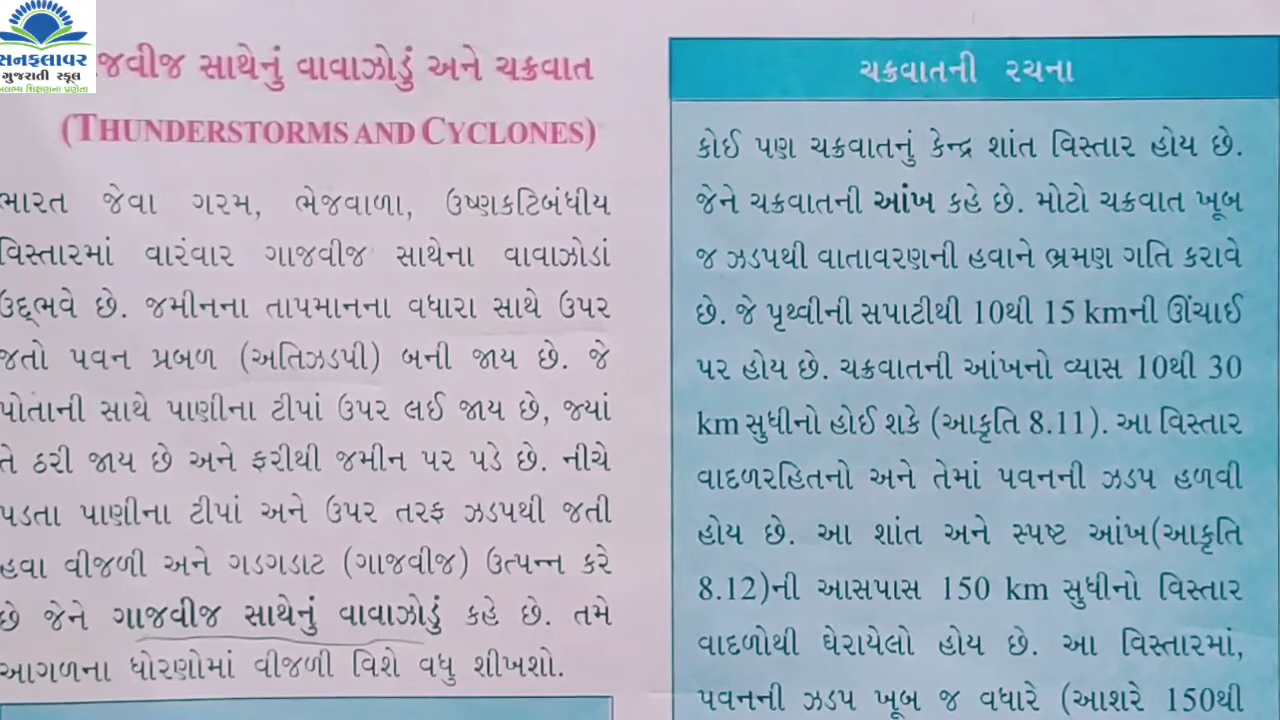 સનફલાવર
ગુજરાતી સ્કૂલ
જવીજ સાથેનું વાવાઝોડું અને ચક્રવાત
(THUNDERSTORMS AND CYCLONES)
ભારત જેવા ગરમ, ભેજવાળા, ઉષ્ણકટિબંધીય
વિસ્તારમાં વારંવાર ગાજવીજ સાથેના વાવાઝોડાં
ઉદ્ભવે છે. જમીનના તાપમાનના વધારા સાથે ઉપર
જતો પવન પ્રબળ (અતિઝડપી) બની જાય છે. જે
પોતાની સાથે પાણીના ટીપાં ઉપર લઈ જાય છે, જ્યાં
તે ઠરી જાય છે અને ફરીથી જમીન પર પડે છે. નીચે
પડતા પાણીના ટીપાં અને ઉપર તરફ ઝડપથી જતી
હવા વીજળી અને ગડગડાટ (ગાજવીજ) ઉત્પન્ન કરે
છે જેને ગાજવીજ સાથેનું વાવાઝોડું કહે છે. તમે
આગળના ધોરણોમાં વીજળી વિશે વધુ શીખશો.
ચક્રવાતની રચના
કોઈ પણ ચક્રવાતનું કેન્દ્ર શાંત વિસ્તાર હોય છે.
જેને ચક્રવાતની આંખ કહે છે. મોટો ચક્રવાત ખૂબ
જ ઝડપથી વાતાવરણની હવાને ભ્રમણ ગતિ કરાવે
છે. જે પૃથ્વીની સપાટીથી 10થી 15 kmની ઊંચાઈ
પર હોય છે. ચક્રવાતની આંખનો વ્યાસ 10થી 30
km સુધીનો હોઈ શકે (આકૃતિ 8.11). આ વિસ્તાર
વાદળરહિતનો અને તેમાં પવનની ઝડપ હળવી
હોય છે. આ શાંત અને સ્પષ્ટ આંખ(આકૃતિ
8.12)ની આસપાસ 150 km સુધીનો વિસ્તાર
વાદળોથી ઘેરાયેલો હોય છે. આ વિસ્તારમાં,
પવનની ઝડપ ખૂબ જ વધારે (આશરે 150થી